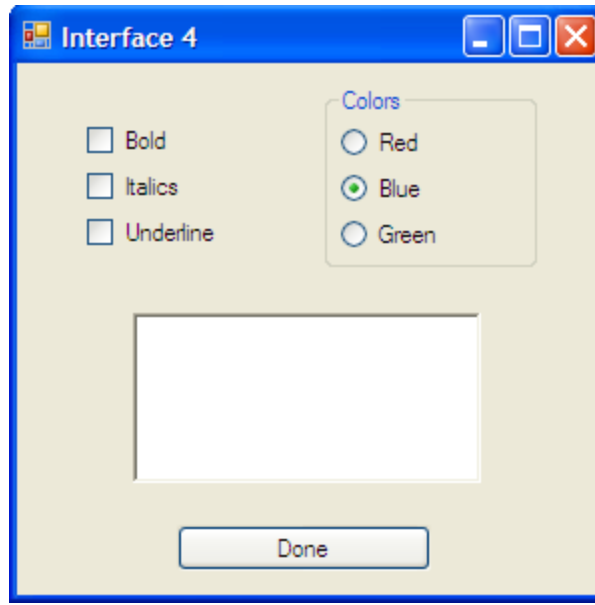 Interface 4
Bold
Italics
Underline
Colors
Red
Blue
Green
Done